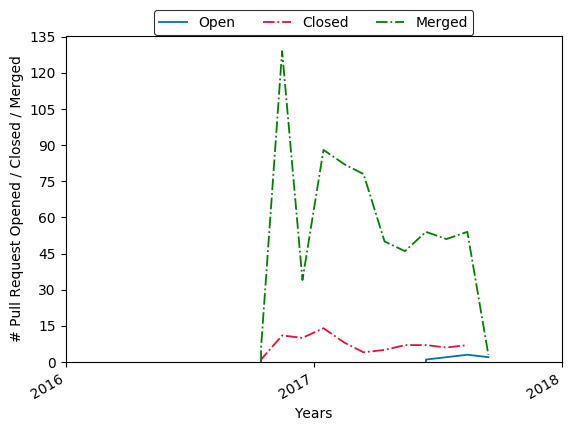 Open Closed Merged
# Pull Request Opened / Closed / Merged
135
120
105
90
75
60
45
30
15
0
2016 2017 2018
Years